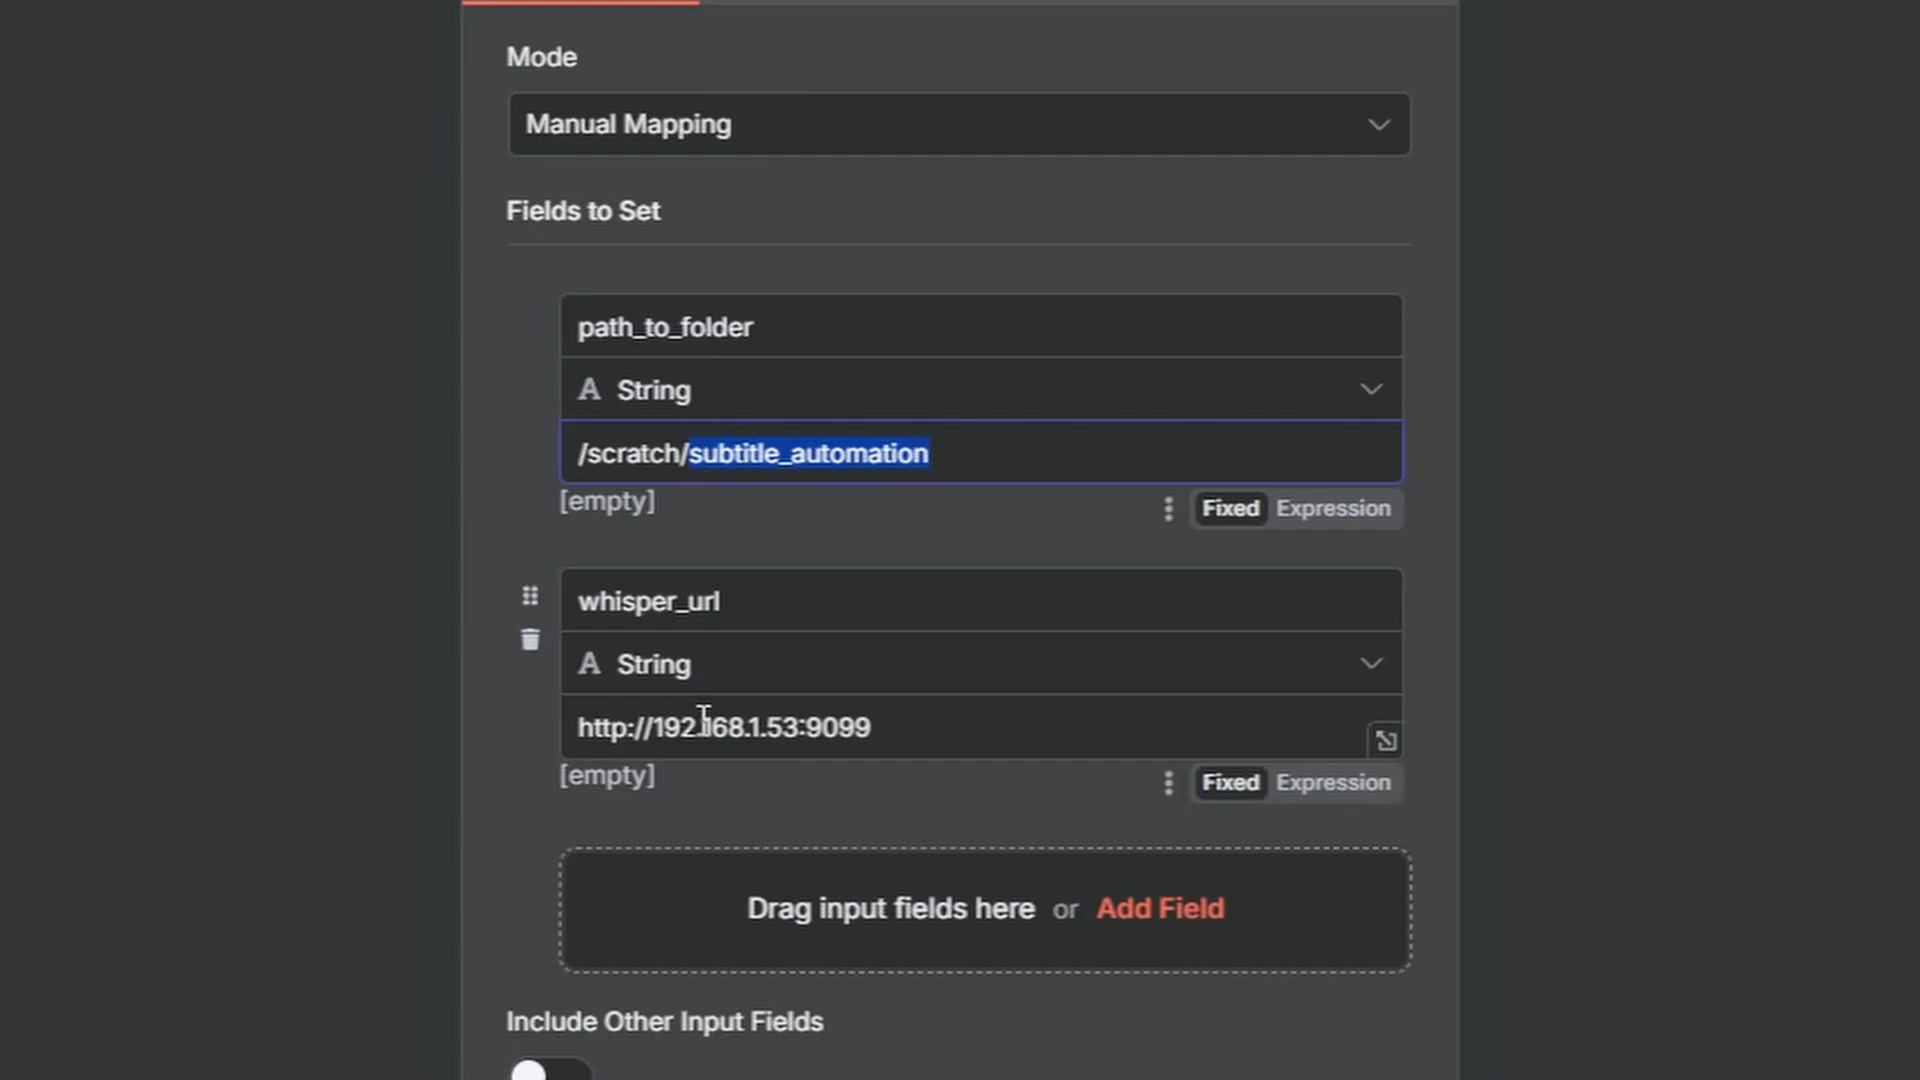 Mode
Manual Mapping
Fields to Set
path_to_folder
A String
/scratch/subtitle_automation
[empty]
Fixed Expression
whisper_url
A String
http://192.168.1.53:9099
[empty]
Fixed Expression
Drag input fields here or Add Field
Include Other Input Fields